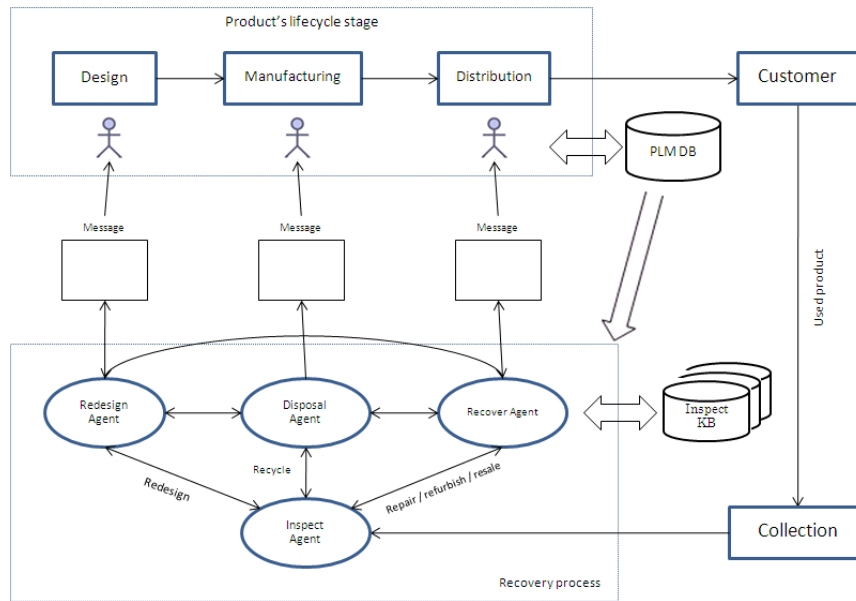 Product's lifecycle stage
Design
Manufacturing
Distribution
Customer
PLM DB
Message
Message
Message
Used product
Redesign
Agent
Disposal
Agent
Recover Agent
Inspect
KB
Recycle
Redesign
Repair / refurbish / resale
Inspect
Agent
Collection
Recovery process